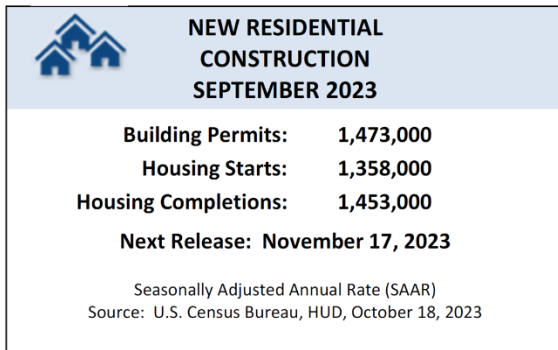 NEW RESIDENTIAL
CONSTRUCTION
SEPTEMBER 2023
Building Permits: 1,473,000
Housing Starts: 1,358,000
Housing Completions: 1,453,000
Next Release: November 17, 2023
Seasonally Adjusted Annual Rate (SAAR)
Source: U.S. Census Bureau, HUD, October 18, 2023